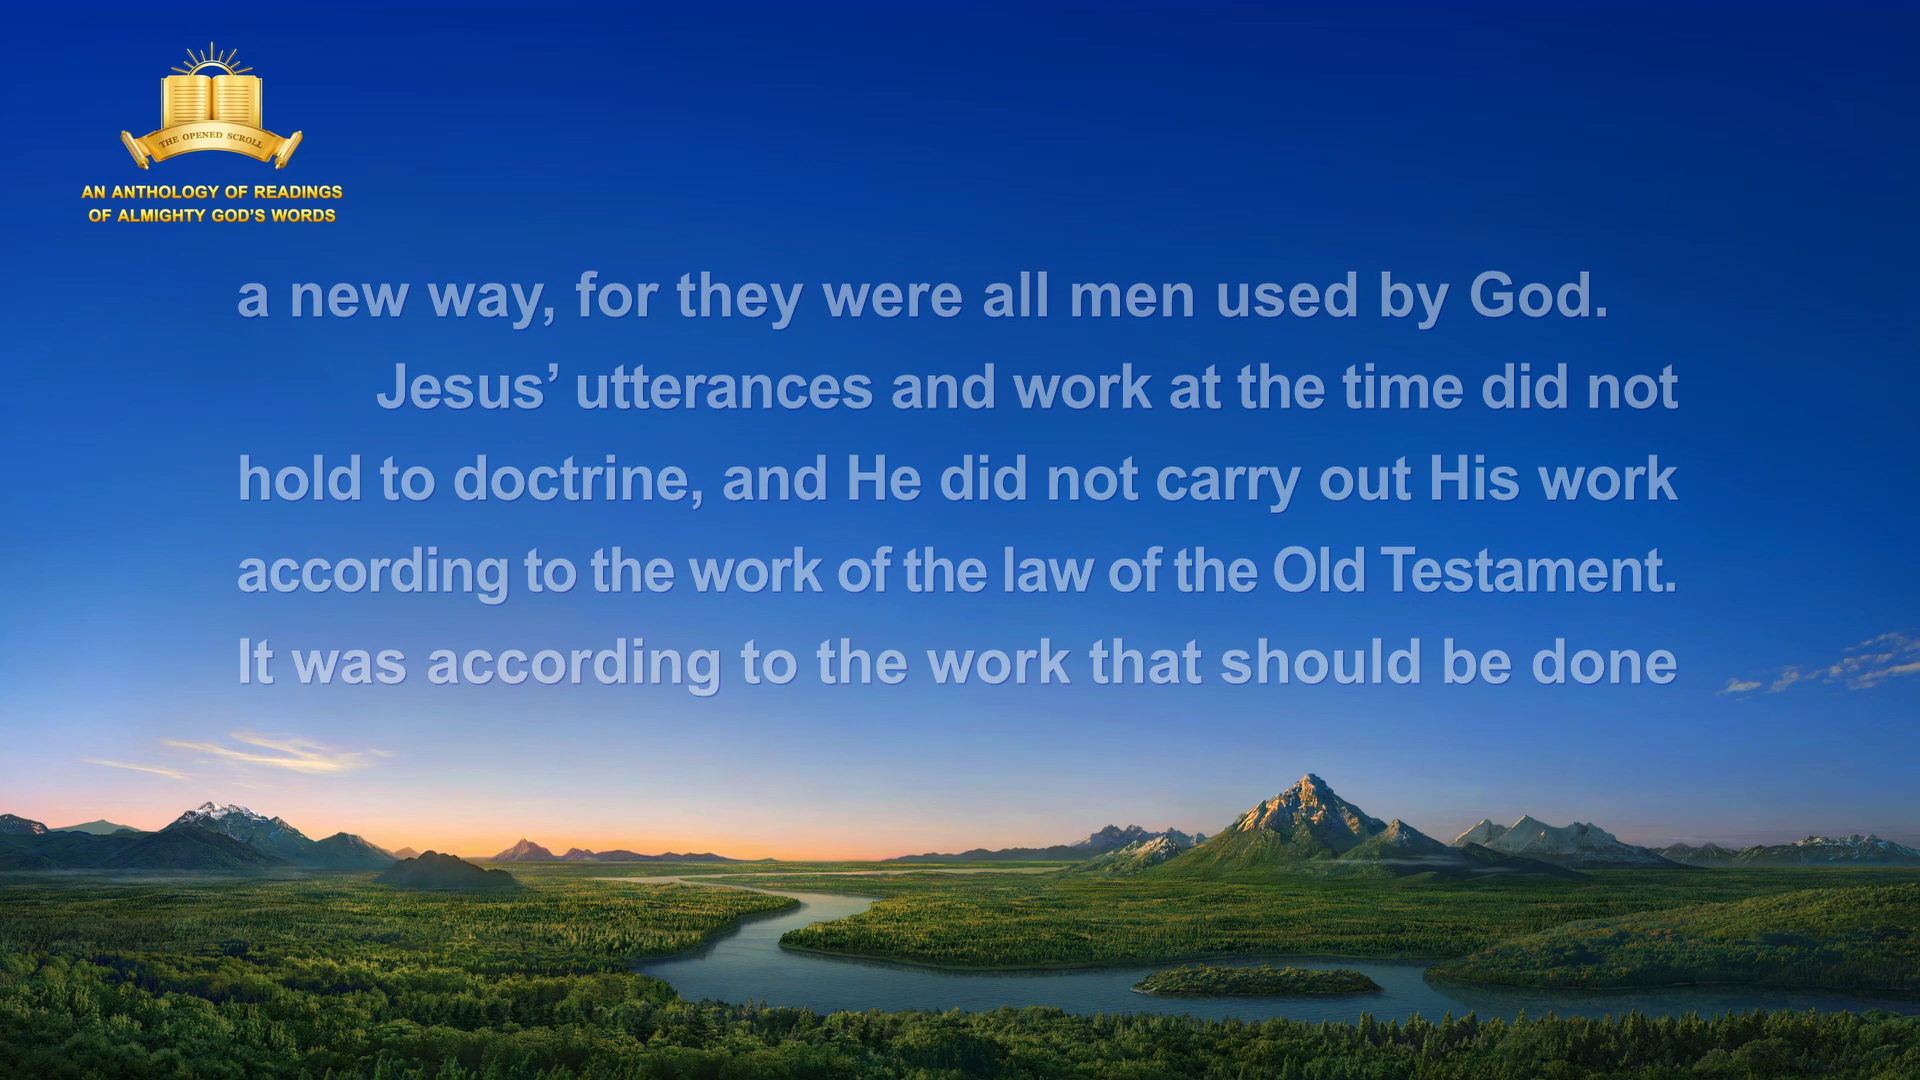 THE OPENED SCROLL
AN ANTHOLOGY OF READINGS
OF ALMIGHTY GOD’S WORDS
a new way, for they were all men used by God.
Jesus’ utterances and work at the time did not
hold to doctrine, and He did not carry out His work
according to the work of the law of the Old Testament.
It was according to the work that should be done